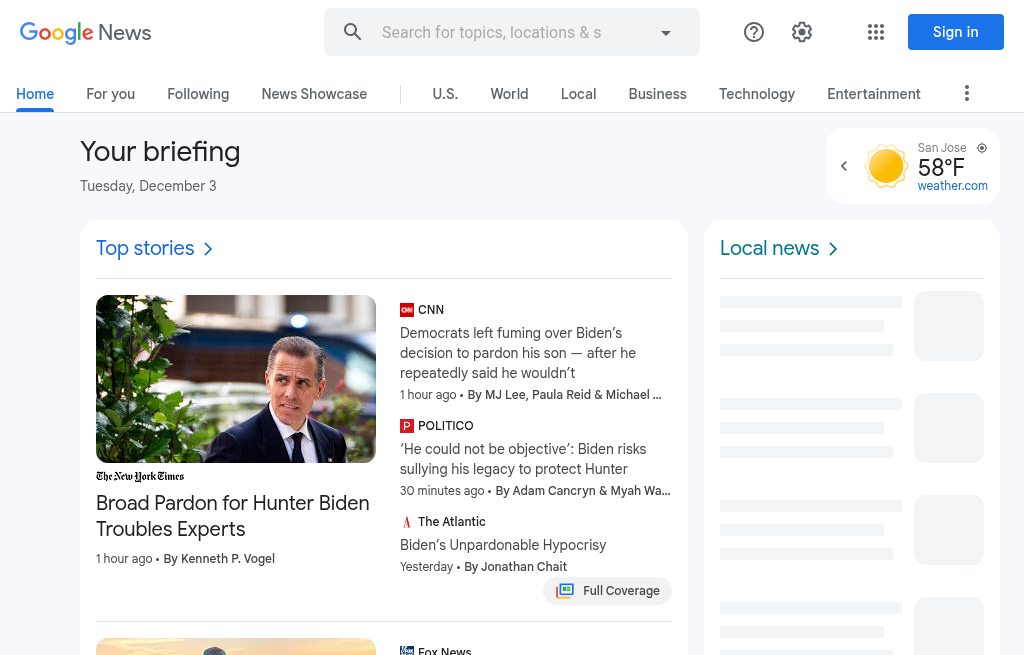 Google News
Search for topics, locations & s
Sign in
Home
For you
Following
News Showcase
U.S.
World
Local
Business
Technology
Entertainment
Your briefing
Tuesday, December 3
San Jose
58°F
weather.com
Top stories
The New York Times
Broad Pardon for Hunter Biden
Troubles Experts
1 hour ago • By Kenneth P. Vogel
CNN
CNN
Democrats left fuming over Biden’s
decision to pardon his son — after he
repeatedly said he wouldn’t
1 hour ago • By MJ Lee, Paula Reid & Michael ...
P POLITICO
‘He could not be objective’: Biden risks
sullying his legacy to protect Hunter
30 minutes ago • By Adam Cancryn & Myah Wa...
A The Atlantic
Biden’s Unpardonable Hypocrisy
Yesterday • By Jonathan Chait
Full Coverage
Fox News
Local news